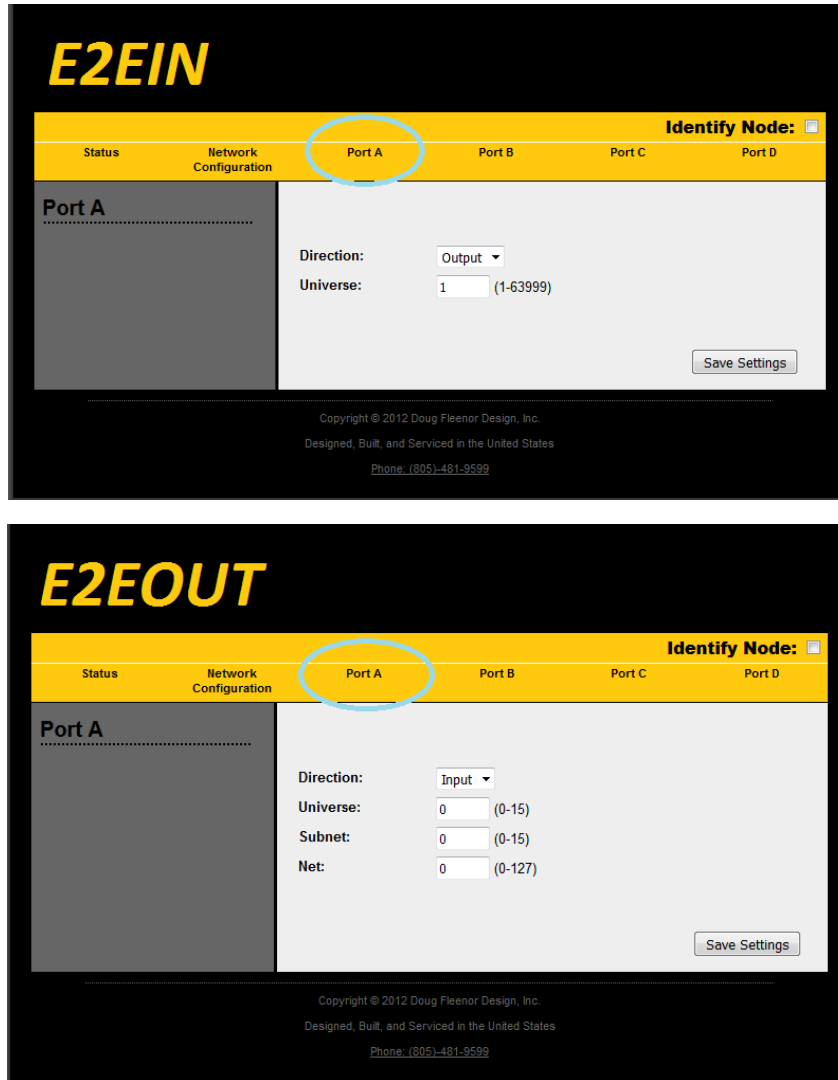 E2EIN
Identify Node:
Status Network Configuration Port A Port B Port C Port D
Port A
Direction: Output
Universe: 1 (1-63999)
Save Settings
Copyright © 2012 Doug Fleenor Design, Inc.
Designed, Built, and Serviced in the United States
Phone: (805)-481-9599
E2EOUT
Identify Node:
Status Network Configuration Port A Port B Port C Port D
Port A
Direction: Input
Universe: 0 (0-15)
Subnet: 0 (0-15)
Net: 0 (0-127)
Save Settings
Copyright © 2012 Doug Fleenor Design, Inc.
Designed, Built, and Serviced in the United States
Phone: (805)-481-9599